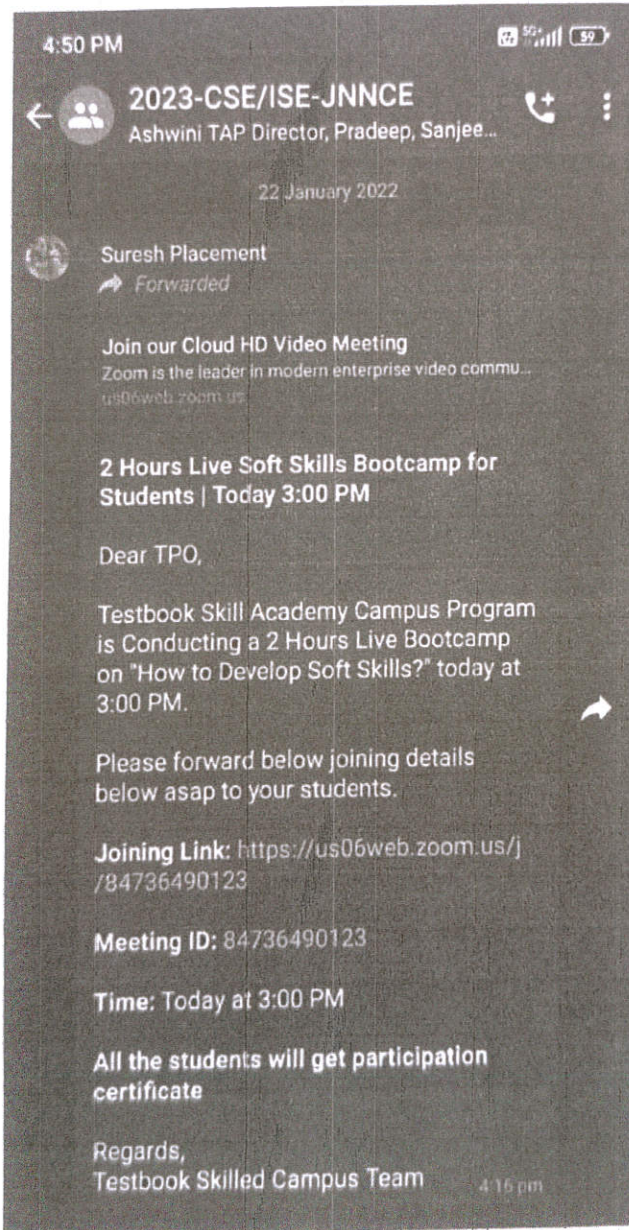 4:50 PM
5G+
59
2023-CSE/ISE-JNNCE
Ashwini TAP Director, Pradeep, Sanjee...
22 January 2022
Suresh Placement
Forwarded
Join our Cloud HD Video Meeting
Zoom is the leader in modern enterprise video commu...
us06web.zoom.us
2 Hours Live Soft Skills Bootcamp for
Students | Today 3:00 PM
Dear TPO,
Testbook Skill Academy Campus Program
is Conducting a 2 Hours Live Bootcamp
on "How to Develop Soft Skills?" today at
3:00 PM.
Please forward below joining details
below asap to your students.
Joining Link: https://us06web.zoom.us/j
/84736490123
Meeting ID: 84736490123
Time: Today at 3:00 PM
All the students will get participation
certificate
Regards,
Testbook Skilled Campus Team
4:16 pm